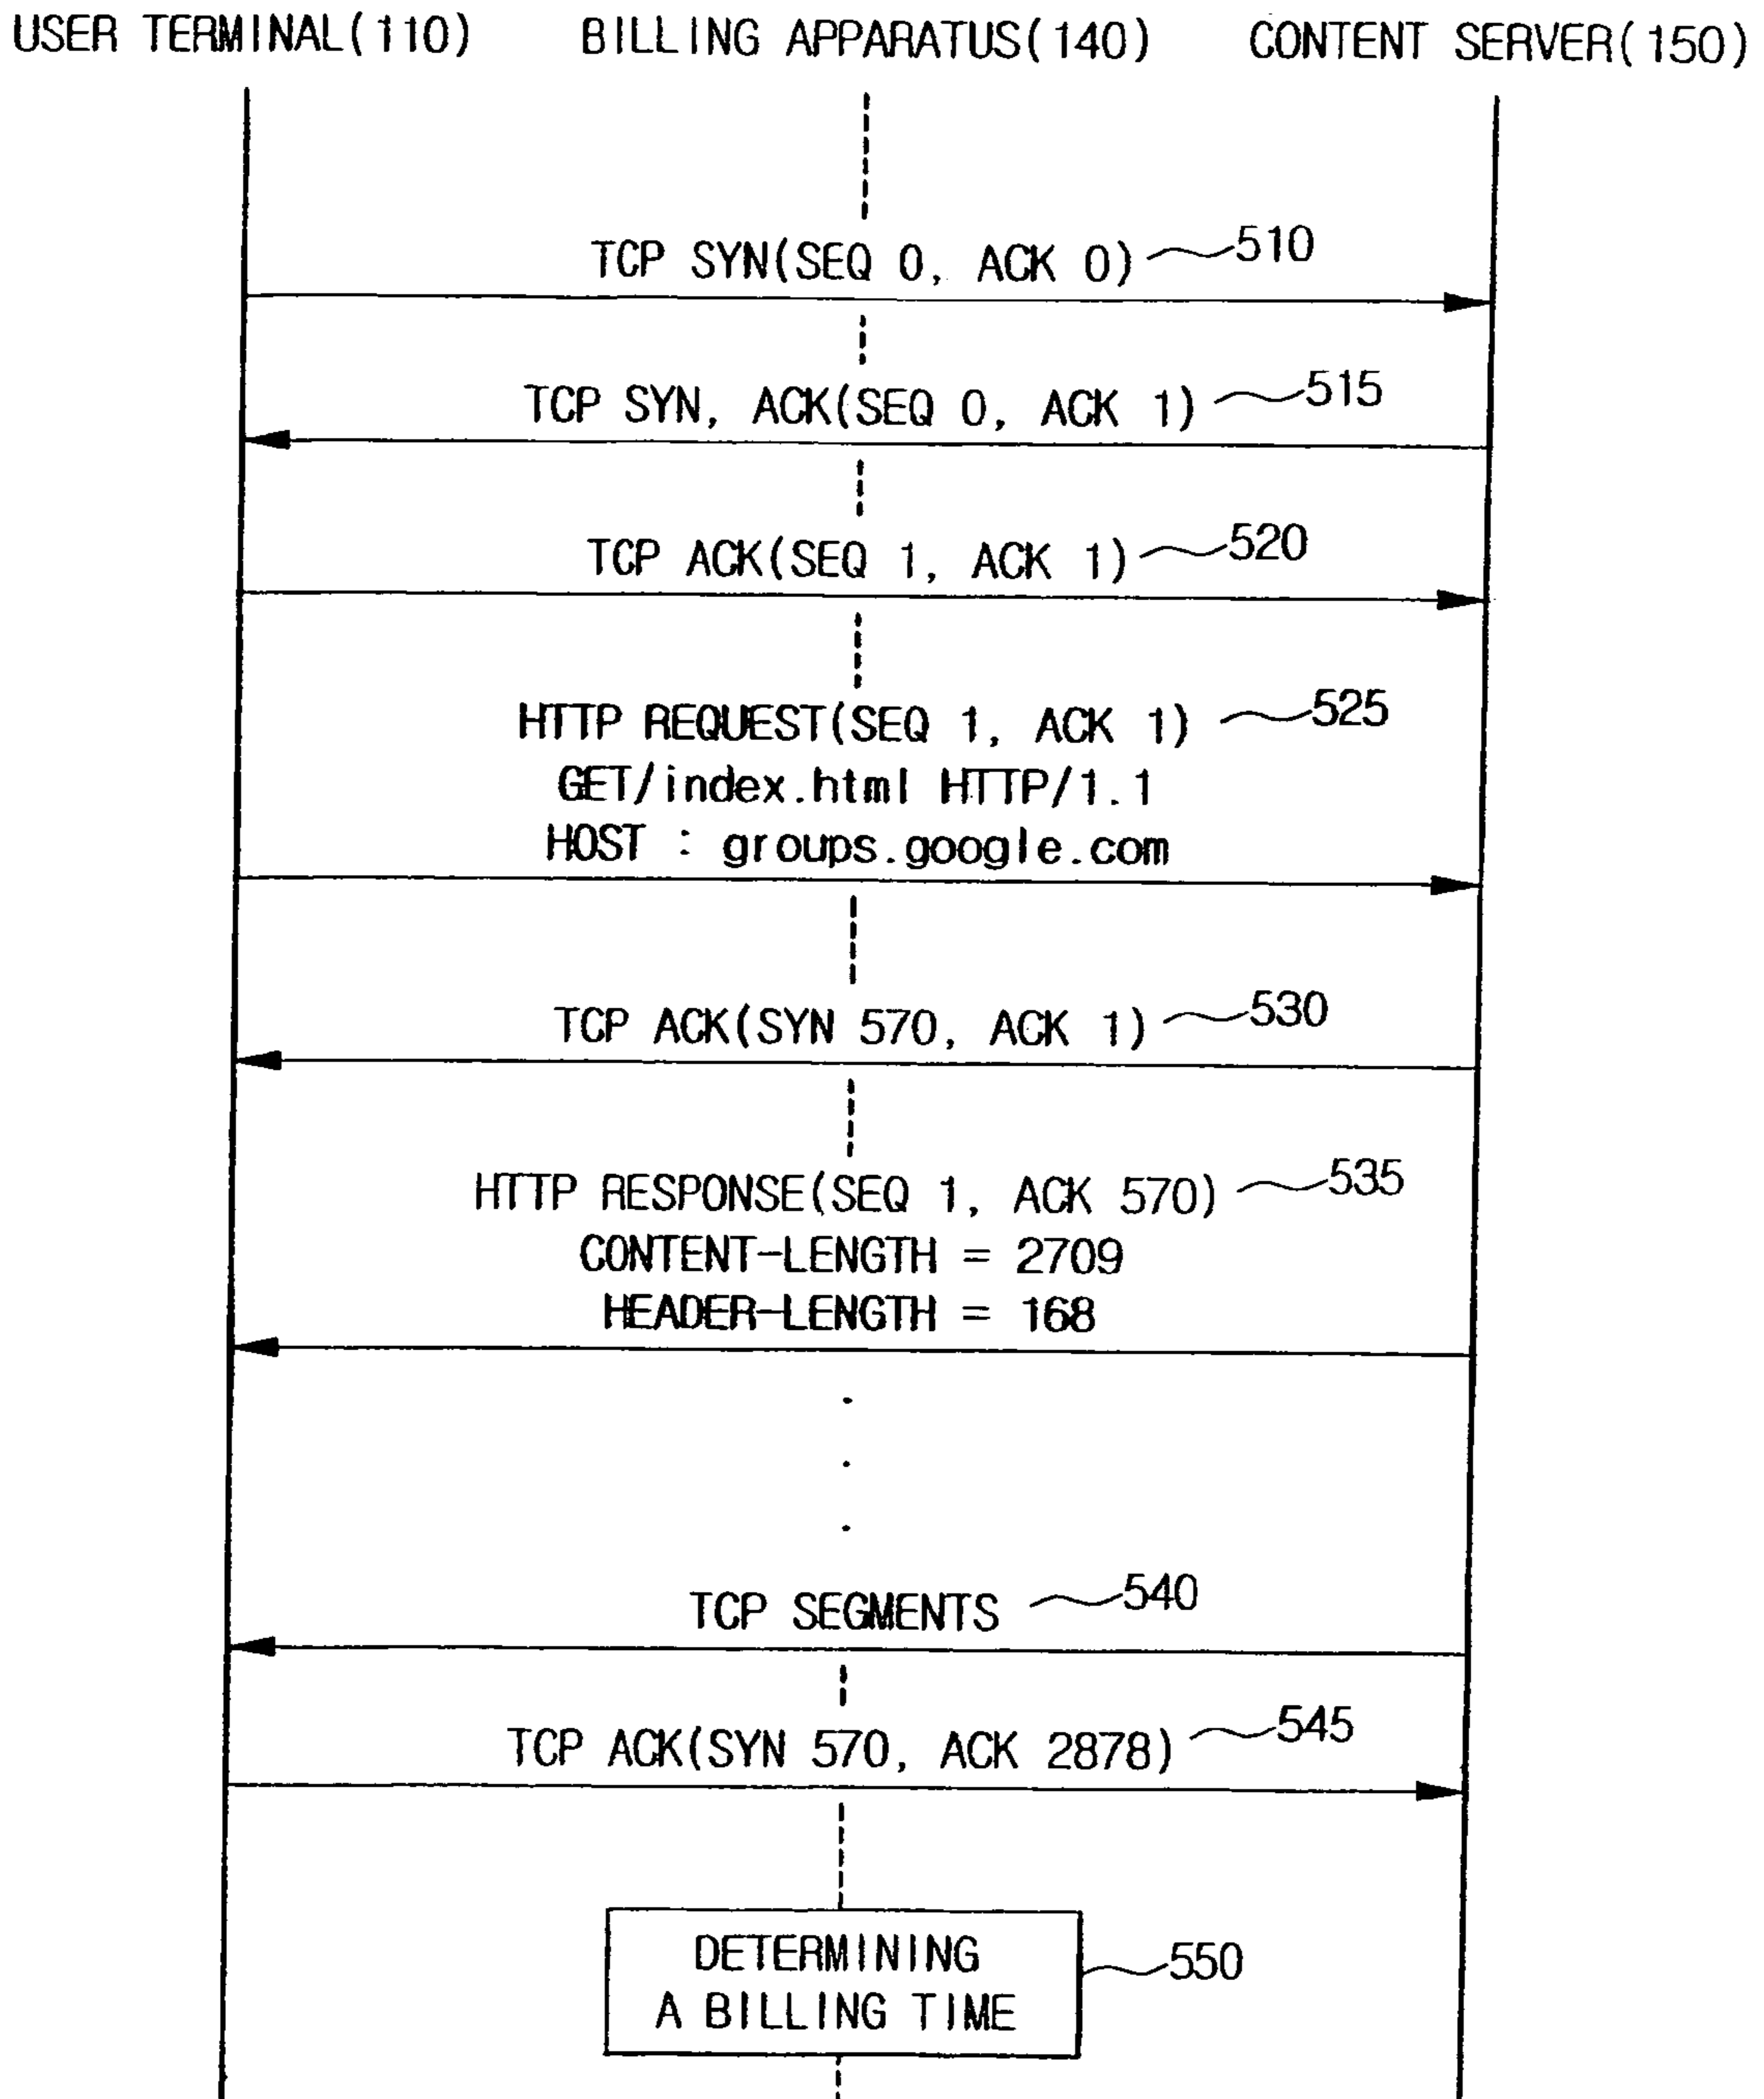 USER TERMINAL(110) BILLING APPARATUS(140) CONTENT SERVER(150)
TCP SYN(SEQ 0, ACK 0) 510
TCP SYN, ACK(SEQ 0, ACK 1) 515
TCP ACK(SEQ 1, ACK 1) 520
HTTP REQUEST(SEQ 1, ACK 1) 525
GET/index.html HTTP/1.1
HOST : groups.google.com
TCP ACK(SYN 570, ACK 1) 530
HTTP RESPONSE(SEQ 1, ACK 570) 535
CONTENT-LENGTH = 2709
HEADER-LENGTH = 168
TCP SEGMENTS 540
TCP ACK(SYN 570, ACK 2878) 545
DETERMINING
A BILLING TIME 550